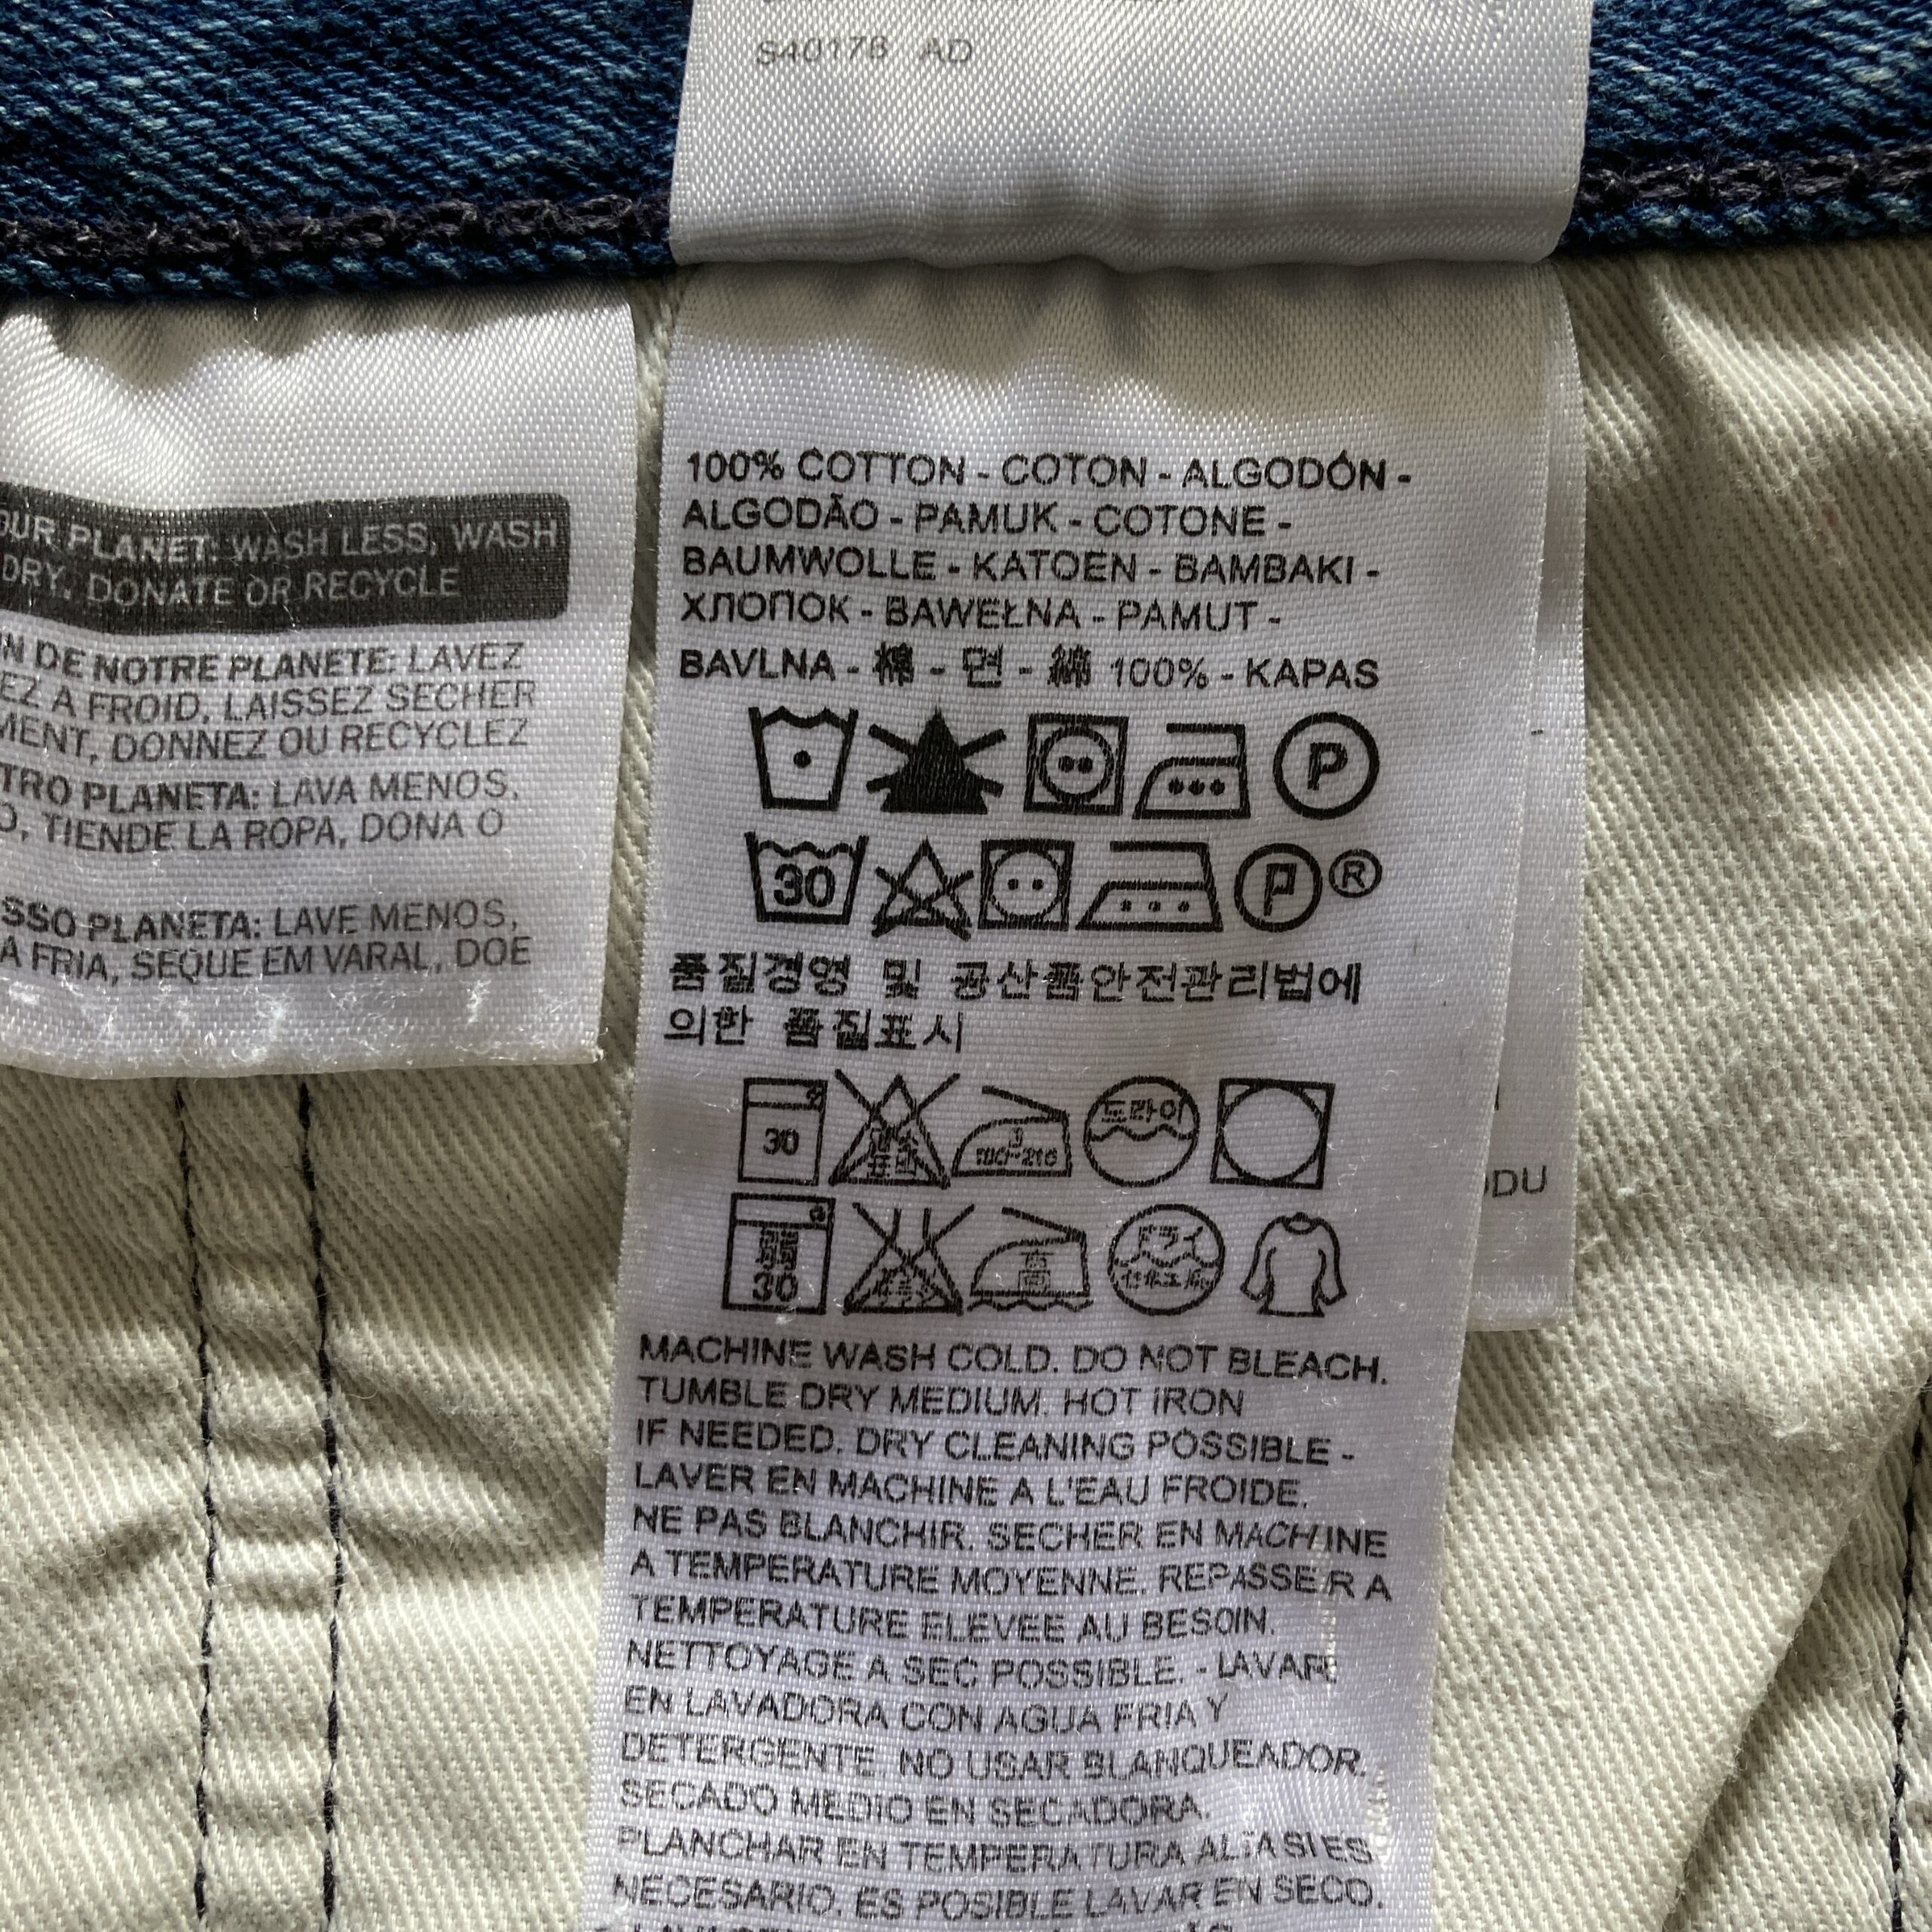 S40178 AD
OUR PLANET: WASH LESS, WASH
DRY, DONATE OR RECYCLE
N DE NOTRE PLANETE: LAVEZ
EZ A FROID, LAISSEZ SECHER
MENT, DONNEZ OU RECYCLEZ
TRO PLANETA: LAVA MENOS,
O, TIENDE LA ROPA, DONA O
SSO PLANETA: LAVE MENOS,
A FRIA, SEQUE EM VARAL, DOE
100% COTTON - COTON - ALGODÓN -
ALGODÃO - PAMUK - COTONE -
BAUMWOLLE - KATOEN - BAMBAKI -
ХЛОПОК - BAWEŁNA - PAMUT -
BAVLNA - 棉 - 면 - 綿 100% - KAPAS
P
30 P ®
품질경영 및 공산품안전관리법에
의한 품질표시
30 염소표백 3 180-210 드라이
30 高 ドライ
MACHINE WASH COLD. DO NOT BLEACH.
TUMBLE DRY MEDIUM. HOT IRON
IF NEEDED. DRY CLEANING POSSIBLE -
LAVER EN MACHINE A L'EAU FROIDE.
NE PAS BLANCHIR. SECHER EN MACHINE
A TEMPERATURE MOYENNE. REPASSER A
TEMPERATURE ELEVEE AU BESOIN.
NETTOYAGE A SEC POSSIBLE. - LAVAR
EN LAVADORA CON AGUA FRIA Y
DETERGENTE. NO USAR BLANQUEADOR.
SECADO MEDIO EN SECADORA.
PLANCHAR EN TEMPERATURA ALTA SI ES
NECESARIO. ES POSIBLE LAVAR EN SECO.
DU